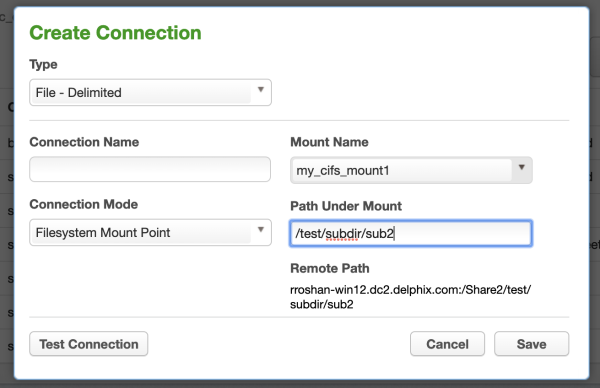 Create Connection
Type
File - Delimited
Connection Name
Mount Name
my_cifs_mount1
Connection Mode
Path Under Mount
Filesystem Mount Point
/test/subdir/sub2
Remote Path
rroshan-win12.dc2.delphix.com:/Share2/test/
subdir/sub2
Test Connection
Cancel
Save